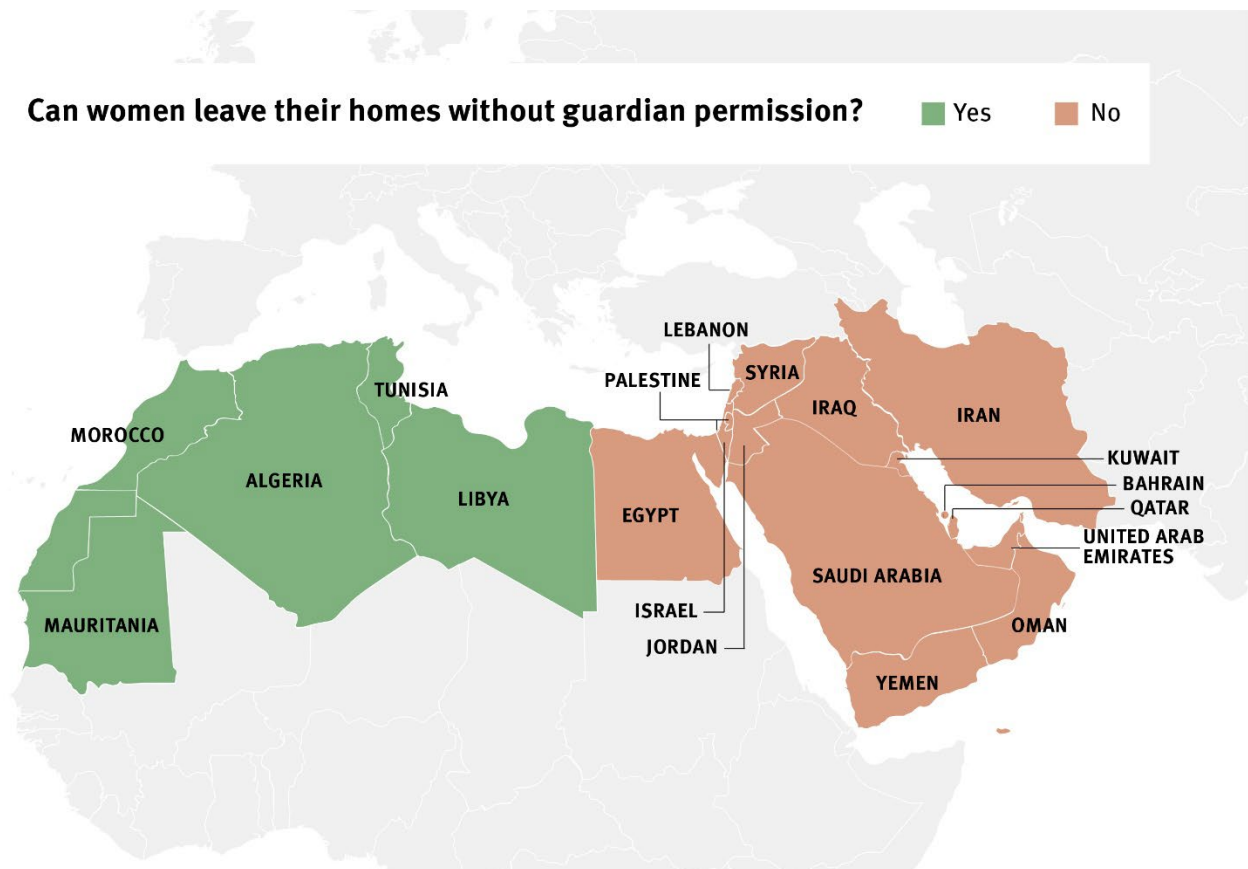 Can women leave their homes without guardian permission?
Yes
No
LEBANON
PALESTINE
SYRIA
TUNISIA
IRAQ
IRAN
MOROCCO
KUWAIT
ALGERIA
BAHRAIN
LIBYA
QATAR
EGYPT
UNITED ARAB
EMIRATES
SAUDI ARABIA
ISRAEL
MAURITANIA
OMAN
JORDAN
YEMEN